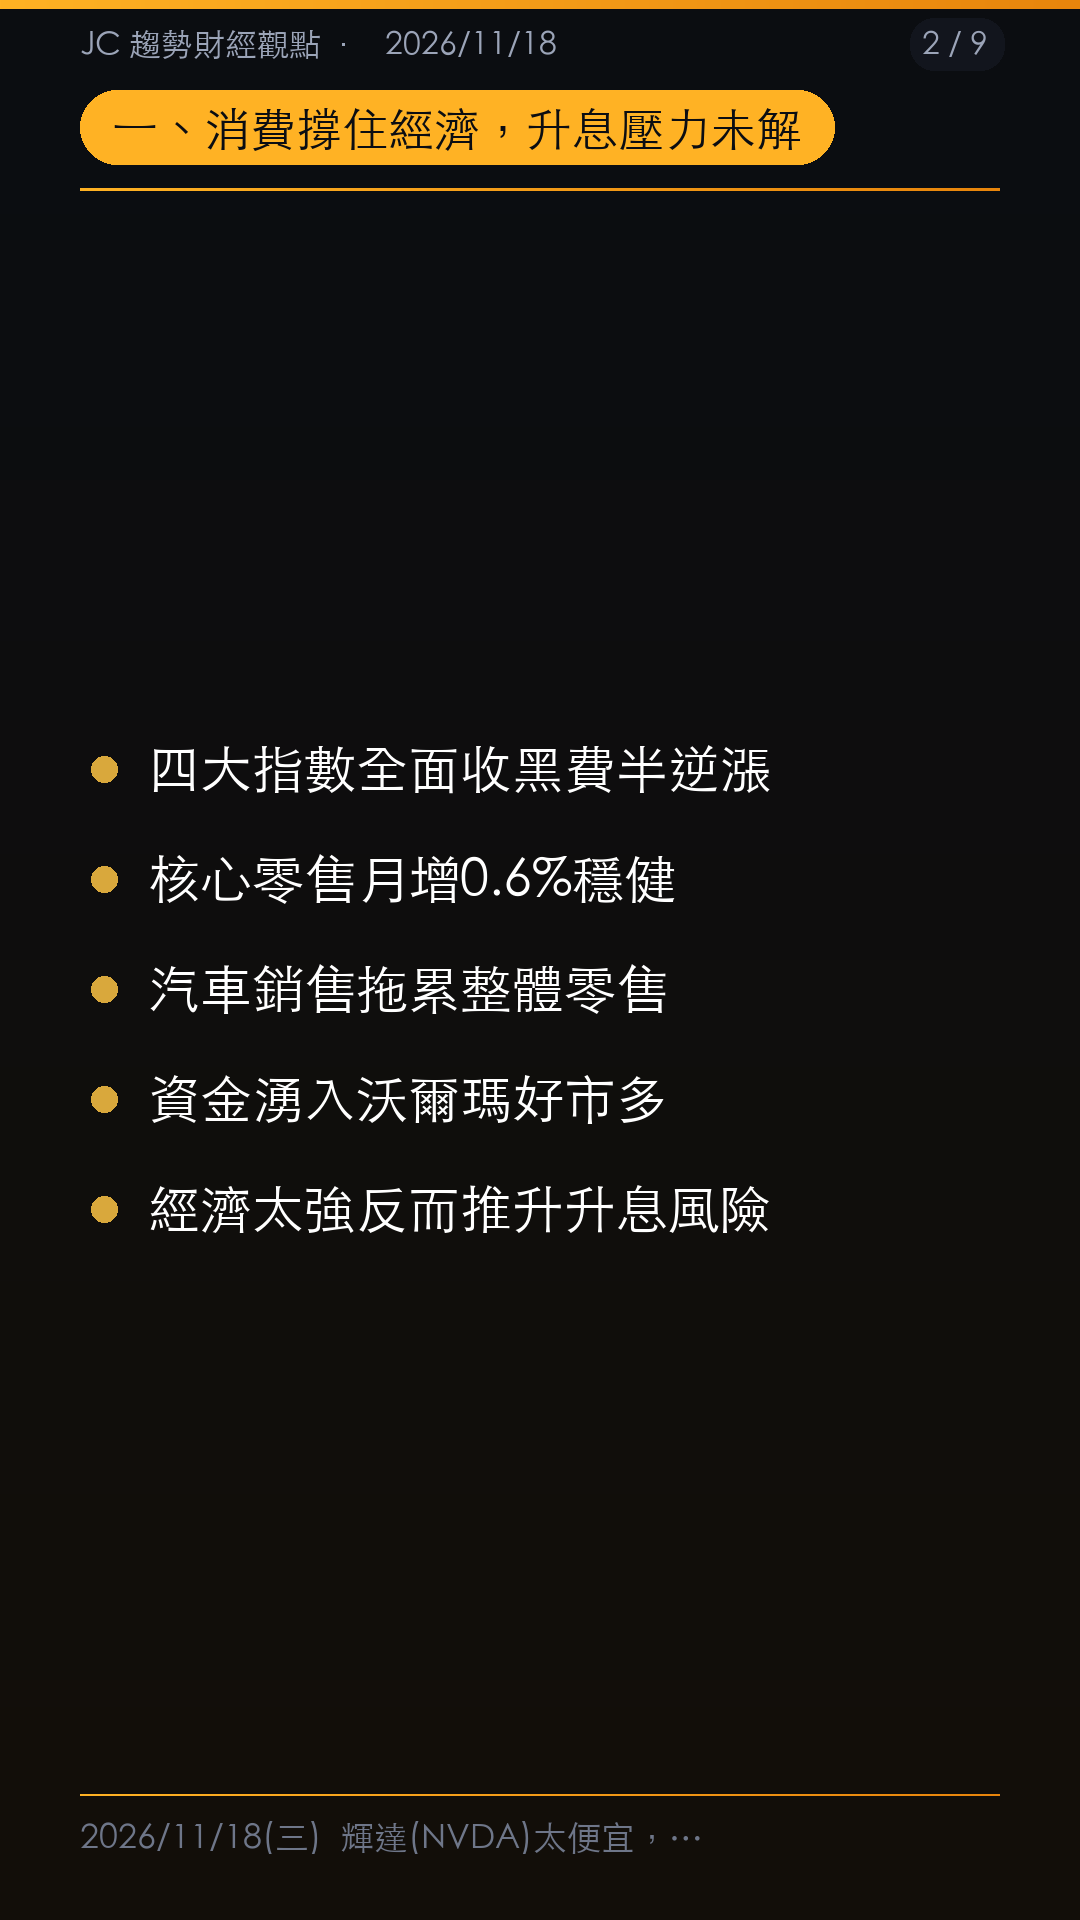 JC 趨勢財經觀點 · 2026/11/18
2 / 9
一、消費撐住經濟，升息壓力未解
四大指數全面收黑費半逆漲
核心零售月增0.6%穩健
汽車銷售拖累整體零售
資金湧入沃爾瑪好市多
經濟太強反而推升升息風險
2026/11/18(三) 輝達(NVDA)太便宜，…